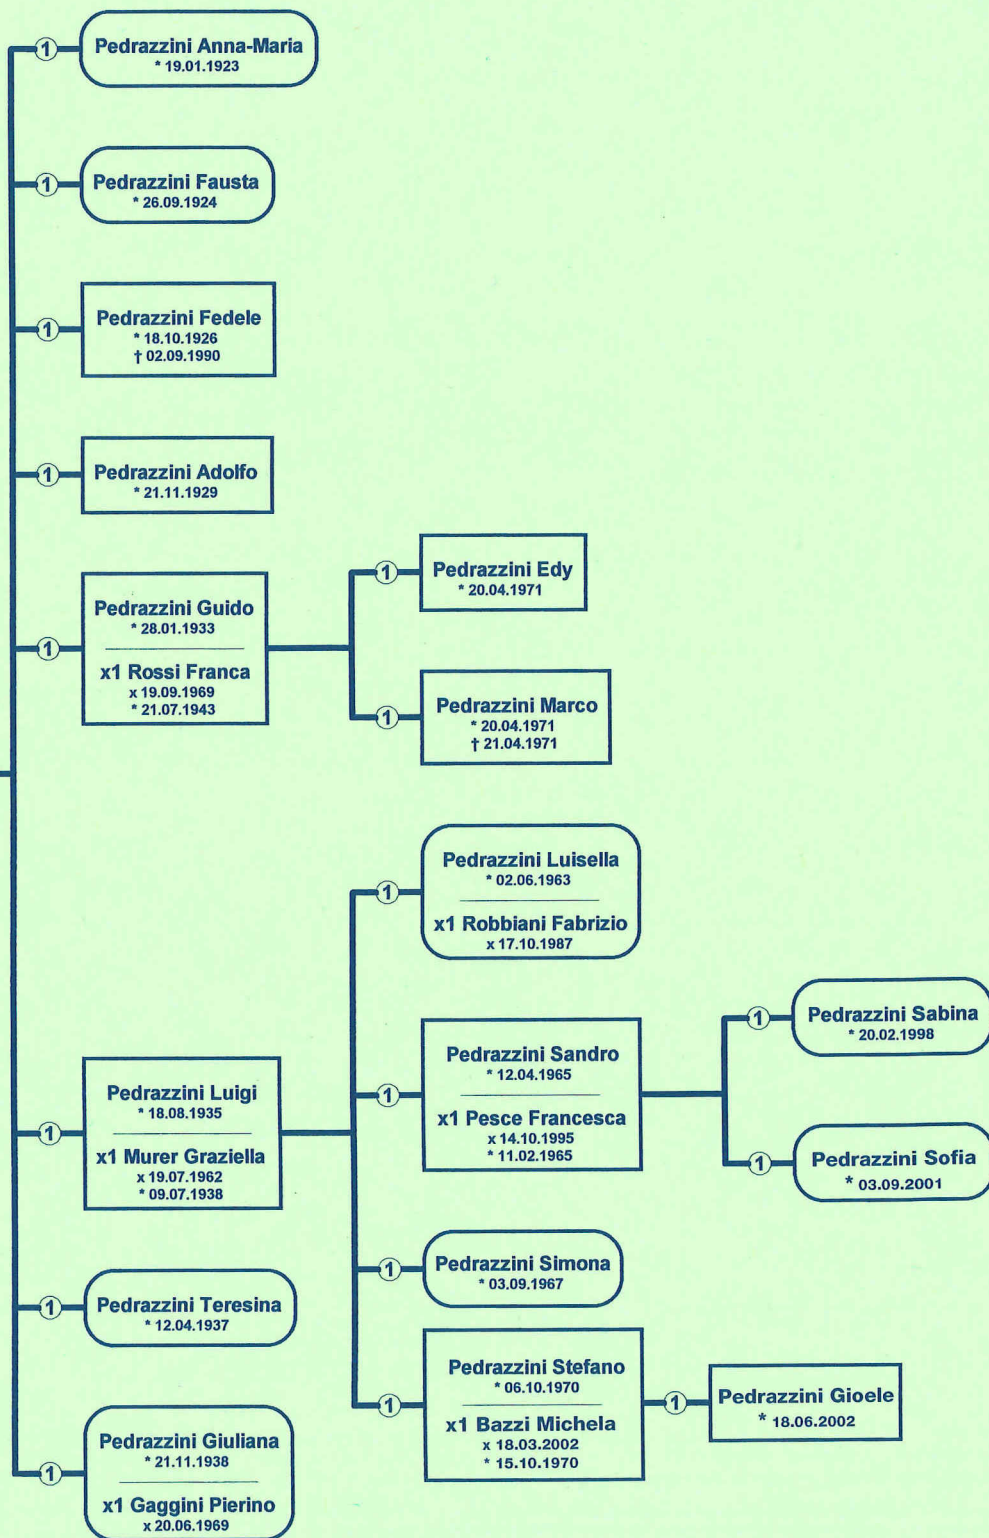 1
Pedrazzini Anna-Maria
* 19.01.1923
1
Pedrazzini Fausta
* 26.09.1924
1
Pedrazzini Fedele
* 18.10.1926
† 02.09.1990
1
Pedrazzini Adolfo
* 21.11.1929
1
Pedrazzini Guido
* 28.01.1933
x1 Rossi Franca
x 19.09.1969
* 21.07.1943
1
Pedrazzini Edy
* 20.04.1971
1
Pedrazzini Marco
* 20.04.1971
† 21.04.1971
1
Pedrazzini Luigi
* 18.08.1935
x1 Murer Graziella
x 19.07.1962
* 09.07.1938
1
Pedrazzini Luisella
* 02.06.1963
x1 Robbiani Fabrizio
x 17.10.1987
1
Pedrazzini Sandro
* 12.04.1965
x1 Pesce Francesca
x 14.10.1995
* 11.02.1965
1
Pedrazzini Sabina
* 20.02.1998
1
Pedrazzini Sofia
* 03.09.2001
1
Pedrazzini Simona
* 03.09.1967
1
Pedrazzini Stefano
* 06.10.1970
x1 Bazzi Michela
x 18.03.2002
* 15.10.1970
1
Pedrazzini Gioele
* 18.06.2002
1
Pedrazzini Teresina
* 12.04.1937
1
Pedrazzini Giuliana
* 21.11.1938
x1 Gaggini Pierino
x 20.06.1969